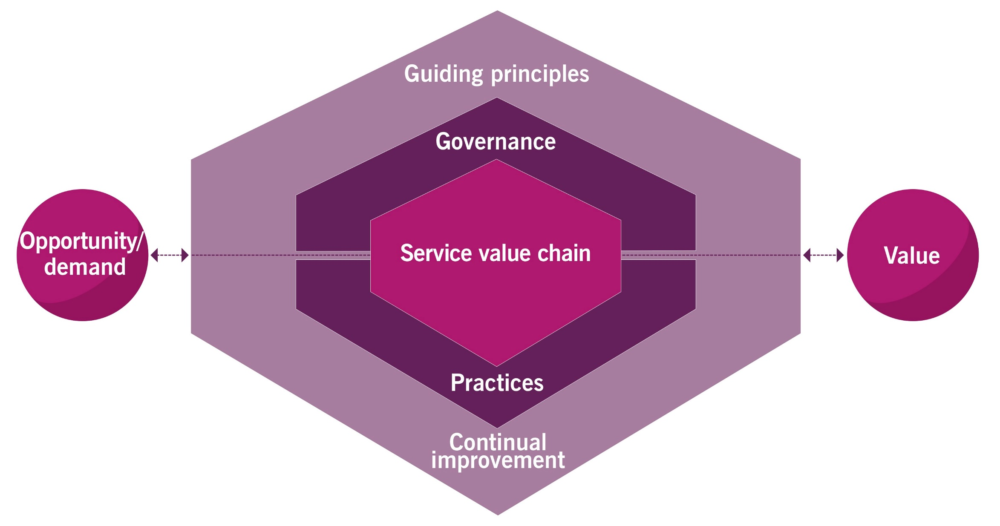 Guiding principles
Governance
Opportunity/
demand
Service value chain
Value
Practices
Continual
improvement